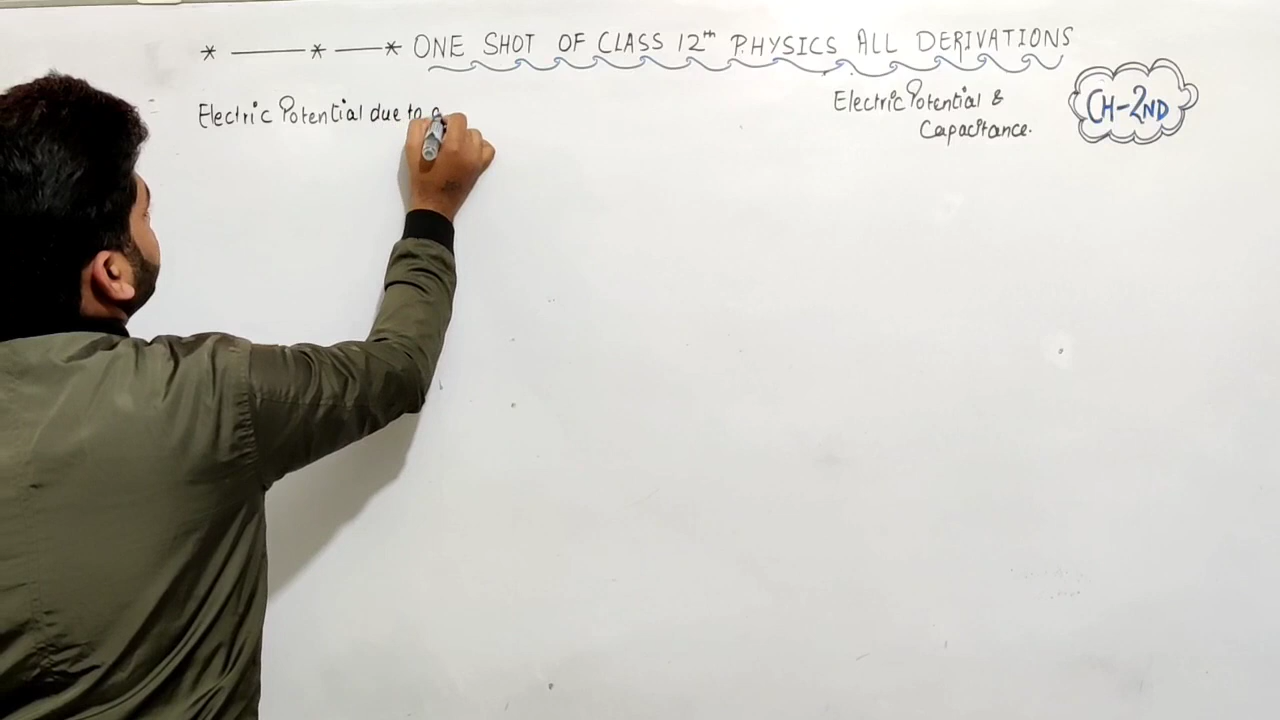 * —— * — * ONE SHOT OF CLASS 12th PHYSICS ALL DERIVATIONS
Electric Potential due to a
Electric Potential &
Capacitance.
CH-2ND